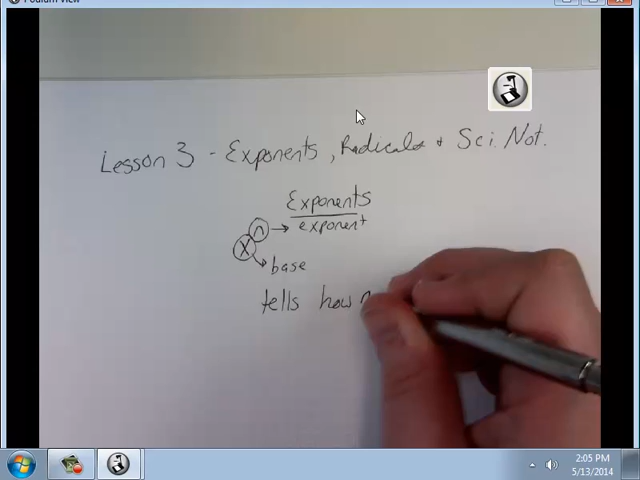 Podium View
Lesson 3 - Exponents, Radicals + Sci. Not.
Exponents
n → exponent
x
base
tells how
2:05 PM
5/13/2014